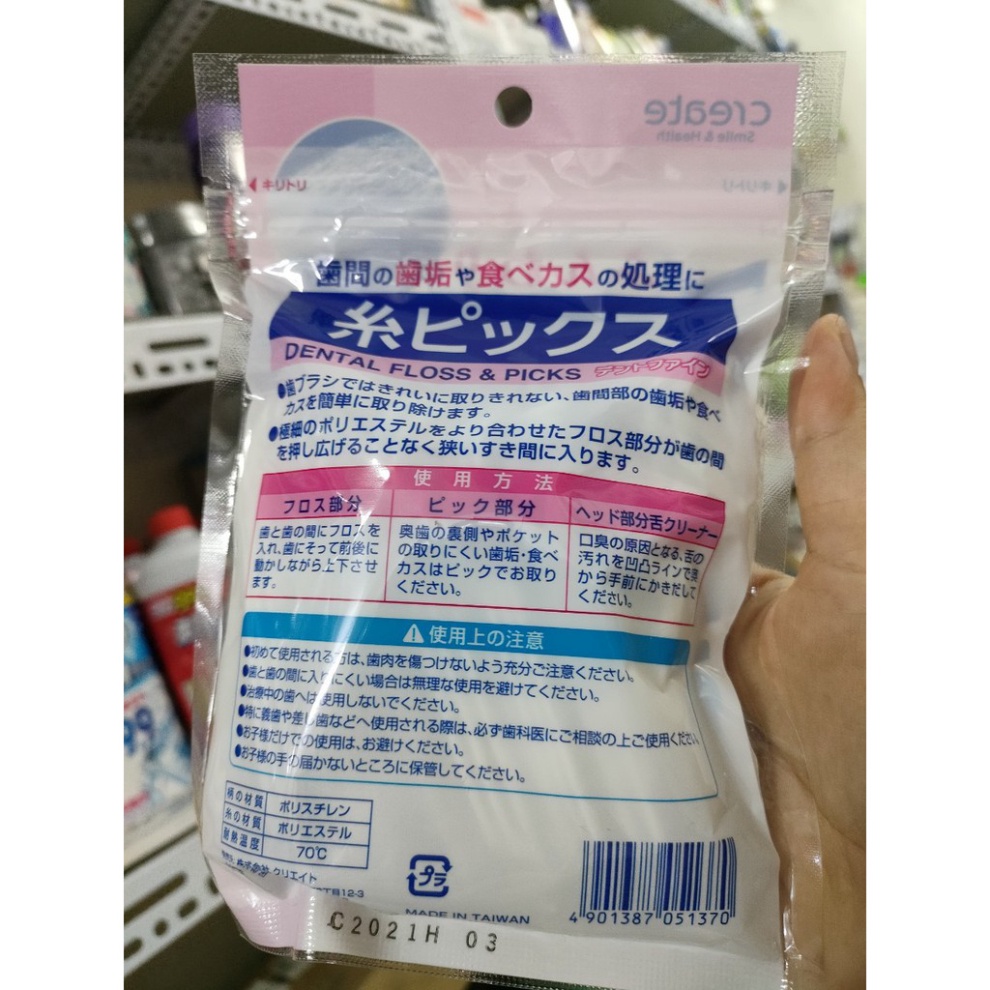 create
Smile & Health
キリトリ
キリトリ
歯間の歯垢や食べカスの処理に
糸ピックス
DENTAL FLOSS & PICKS デントファイン
●歯ブラシではきれいに取りきれない、歯間部の歯垢や食べ
カスを簡単に取り除けます。
●極細のポリエステルをより合わせたフロス部分が歯の間
を押し広げることなく狭いすき間に入ります。
使用方法
フロス部分
歯と歯の間にフロスを
入れ、歯にそって前後に
動かしながら上下させ
ます。
ピック部分
奥歯の裏側やポケット
の取りにくい歯垢・食べ
カスはピックでお取り
ください。
ヘッド部分舌クリーナー
口臭の原因となる、舌の
汚れを凹凸ラインで奥
から手前にかきだして
ください。
使用上の注意
●初めて使用される方は、歯肉を傷つけないよう充分ご注意ください。
●歯と歯の間に入りにくい場合は無理な使用を避けてください。
●治療中の歯へは使用しないでください。
●特に義歯や差し歯などへ使用される際は、必ず歯科医にご相談の上ご使用ください。
●お子様だけでの使用は、お避けください。
●お子様の手の届かないところに保管してください。
柄の材質 ポリスチレン
糸の材質 ポリエステル
耐熱温度 70℃
株式会社 クリエイト
丁目12-3
プラ
MADE IN TAIWAN
4 901387 051370
C2021H 03
99